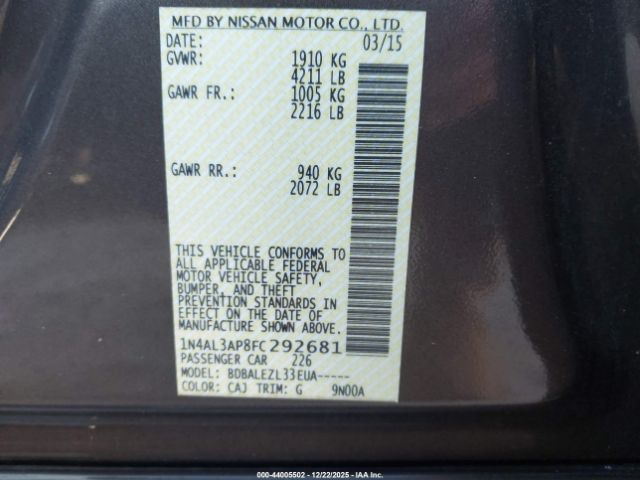 MFD BY NISSAN MOTOR CO., LTD.
DATE: 03/15
GVWR: 1910 KG
4211 LB
GAWR FR.: 1005 KG
2216 LB
GAWR RR.: 940 KG
2072 LB
THIS VEHICLE CONFORMS TO
ALL APPLICABLE FEDERAL
MOTOR VEHICLE SAFETY,
BUMPER, AND THEFT
PREVENTION STANDARDS IN
EFFECT ON THE DATE OF
MANUFACTURE SHOWN ABOVE.
1N4AL3AP8FC292681
PASSENGER CAR 226
MODEL: BDBALEZL33EUA-----
COLOR: CAJ TRIM: G 9N00A
000-44005502 - 12/22/2025 - IAA Inc.